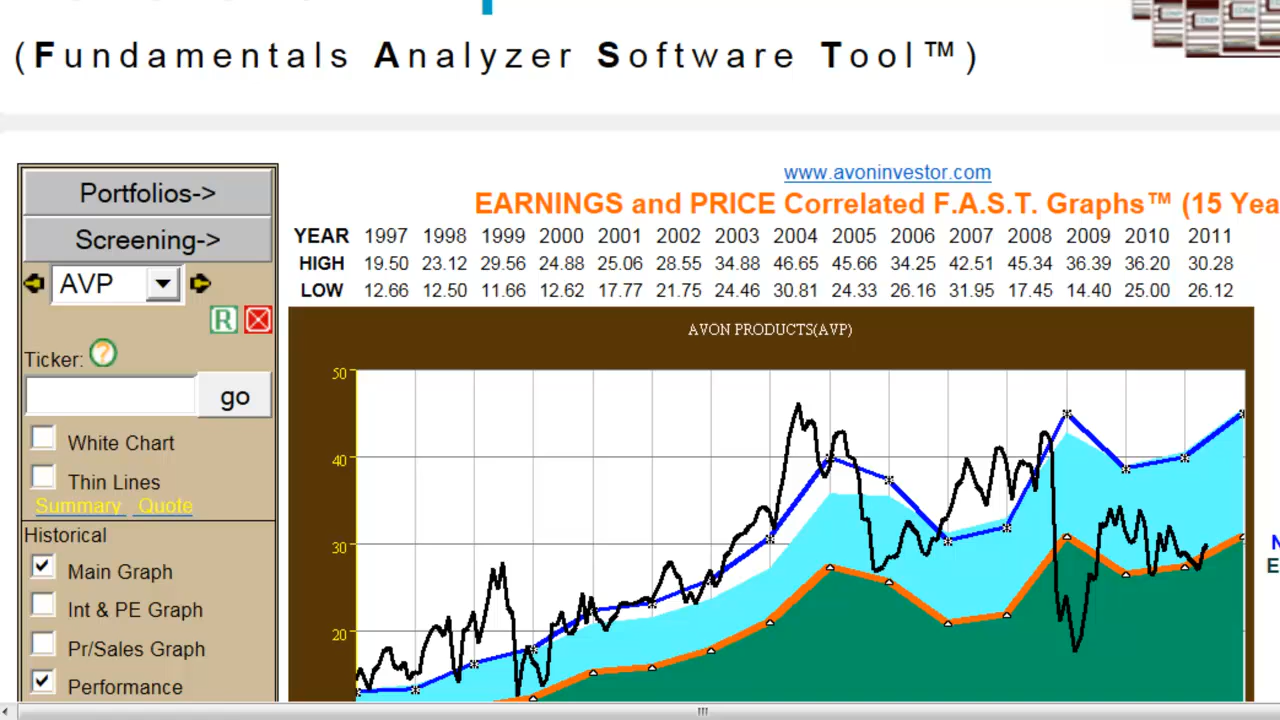 (Fundamentals Analyzer Software Tool™)
Portfolios->
Screening->
AVP
R
Ticker: ?
go
White Chart
Thin Lines
Summary Quote
Historical
Main Graph
Int & PE Graph
Pr/Sales Graph
Performance
www.avoninvestor.com
EARNINGS and PRICE Correlated F.A.S.T. Graphs™ (15 Yea
YEAR 1997 1998 1999 2000 2001 2002 2003 2004 2005 2006 2007 2008 2009 2010 2011
HIGH 19.50 23.12 29.56 24.88 25.06 28.55 34.88 46.65 45.66 34.25 42.51 45.34 36.39 36.20 30.28
LOW 12.66 12.50 11.66 12.62 17.77 21.75 24.46 30.81 24.33 26.16 31.95 17.45 14.40 25.00 26.12
AVON PRODUCTS(AVP)
50
40
30
20
N
E